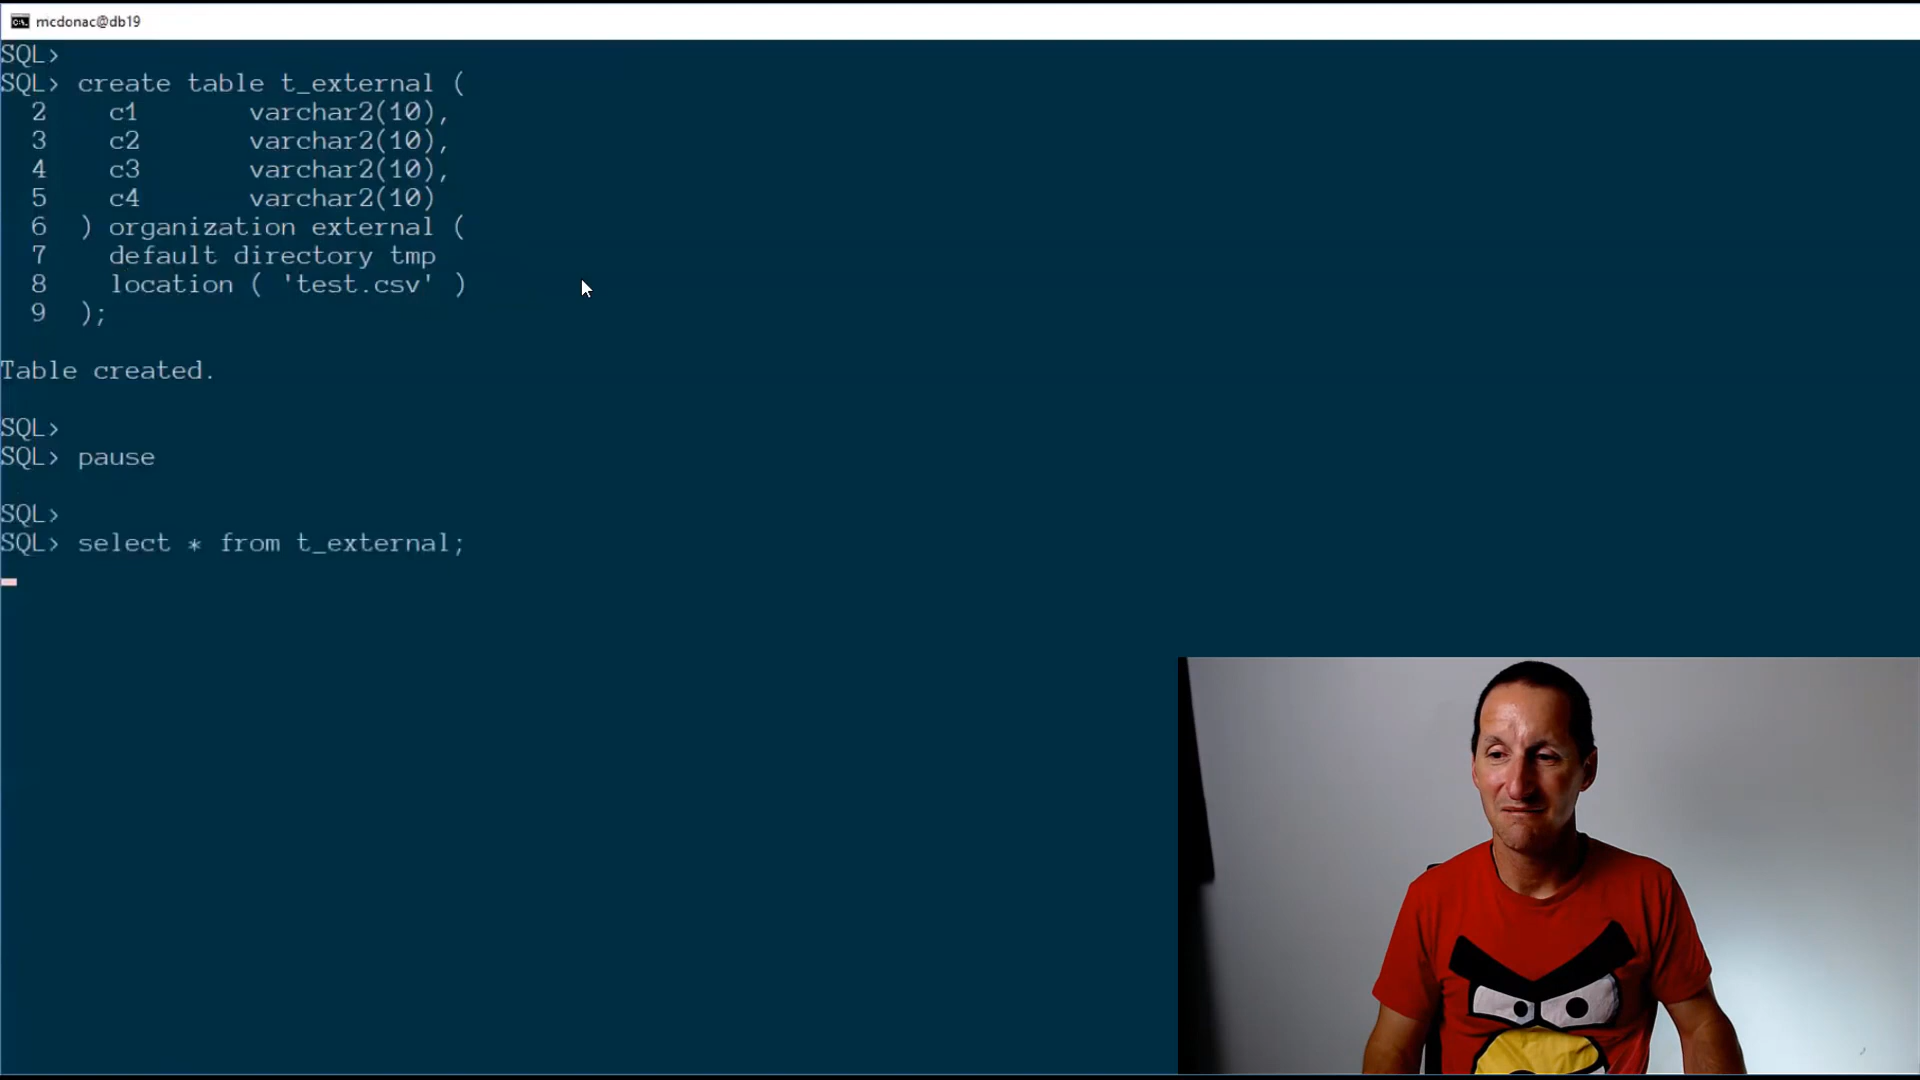 mcdonac@db19
SQL>
SQL> create table t_external (
2 c1 varchar2(10),
3 c2 varchar2(10),
4 c3 varchar2(10),
5 c4 varchar2(10)
6 ) organization external (
7 default directory tmp
8 location ( 'test.csv' )
9 );
Table created.
SQL>
SQL> pause
SQL>
SQL> select * from t_external;